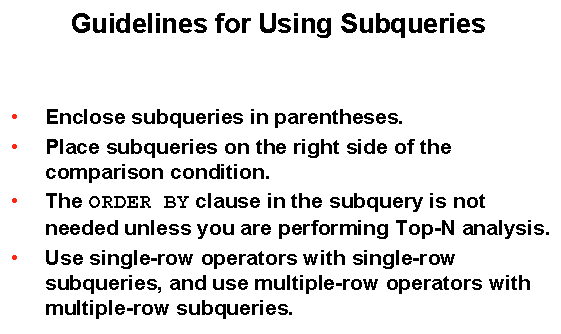 Guidelines for Using Subqueries
• Enclose subqueries in parentheses.
• Place subqueries on the right side of the
comparison condition.
• The ORDER BY clause in the subquery is not
needed unless you are performing Top-N analysis.
• Use single-row operators with single-row
subqueries, and use multiple-row operators with
multiple-row subqueries.